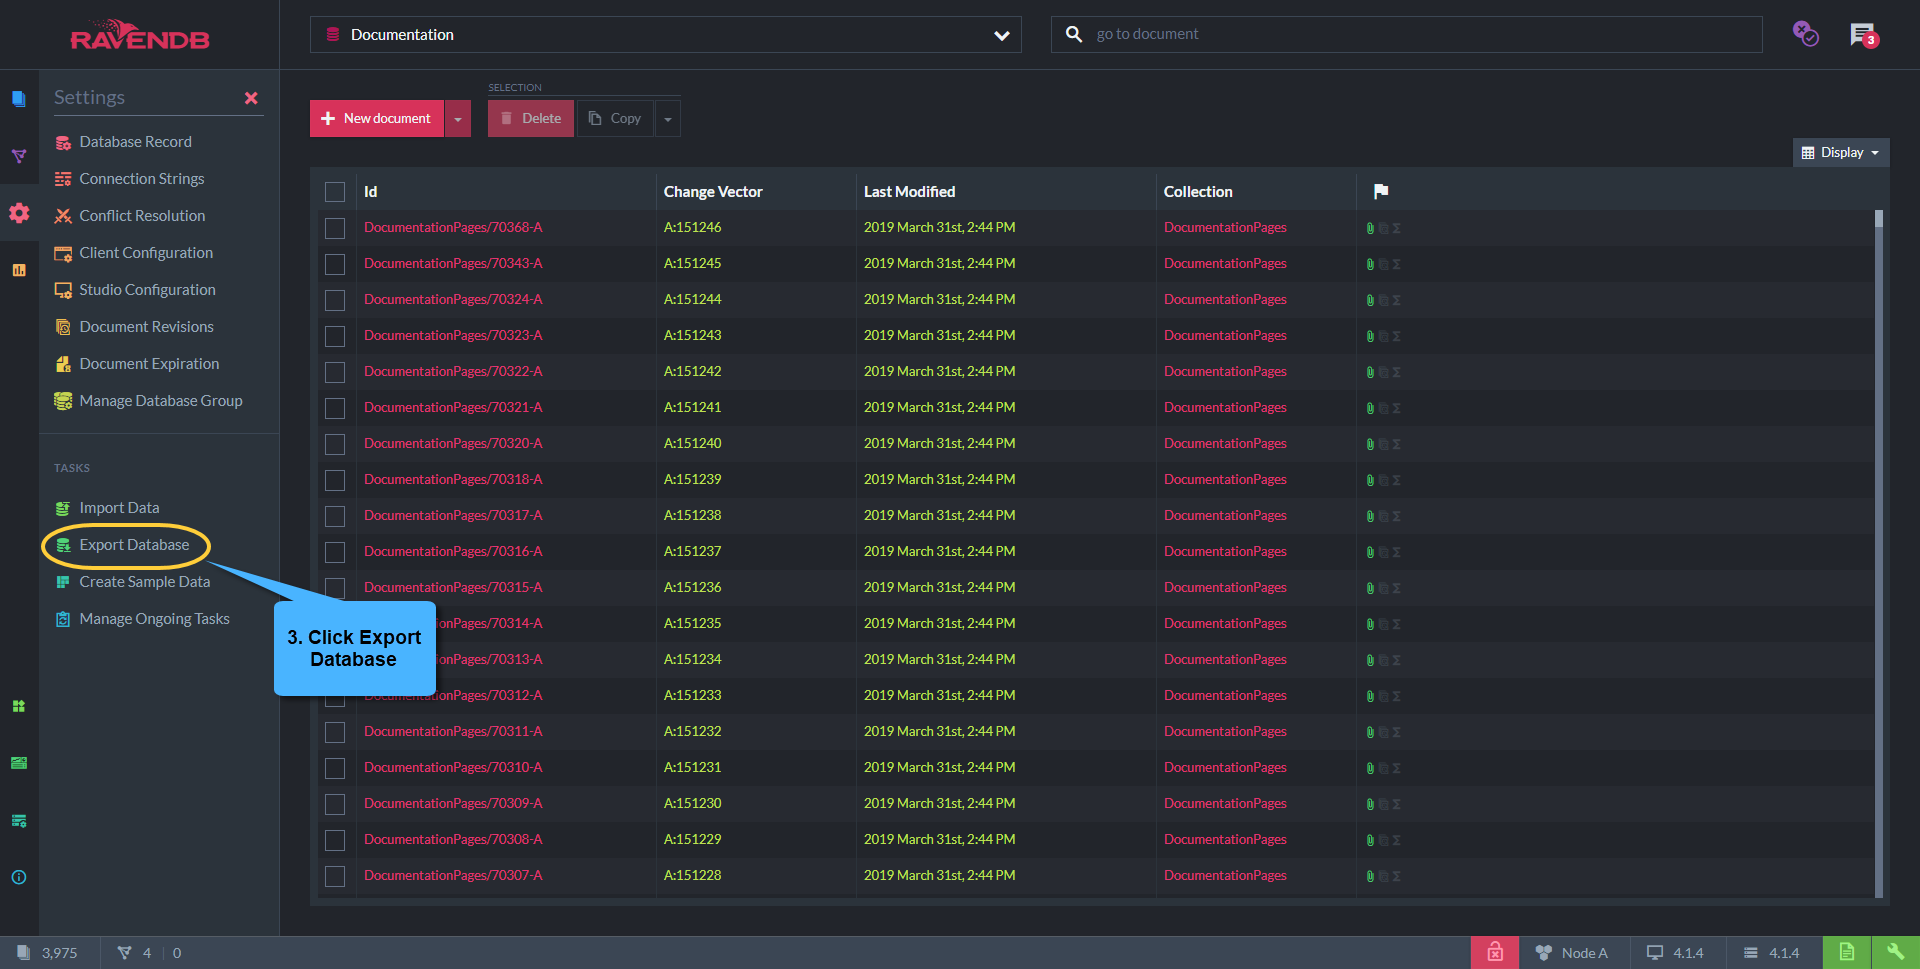 RAVENDB
Documentation
go to document
3
Settings
Database Record
Connection Strings
Conflict Resolution
Client Configuration
Studio Configuration
Document Revisions
Document Expiration
Manage Database Group
TASKS
Import Data
Export Database
Create Sample Data
Manage Ongoing Tasks
3. Click Export
Database
SELECTION
New document
Delete
Copy
Display
Id Change Vector Last Modified Collection
DocumentationPages/70368-A A:151246 2019 March 31st, 2:44 PM DocumentationPages
DocumentationPages/70343-A A:151245 2019 March 31st, 2:44 PM DocumentationPages
DocumentationPages/70324-A A:151244 2019 March 31st, 2:44 PM DocumentationPages
DocumentationPages/70323-A A:151243 2019 March 31st, 2:44 PM DocumentationPages
DocumentationPages/70322-A A:151242 2019 March 31st, 2:44 PM DocumentationPages
DocumentationPages/70321-A A:151241 2019 March 31st, 2:44 PM DocumentationPages
DocumentationPages/70320-A A:151240 2019 March 31st, 2:44 PM DocumentationPages
DocumentationPages/70318-A A:151239 2019 March 31st, 2:44 PM DocumentationPages
DocumentationPages/70317-A A:151238 2019 March 31st, 2:44 PM DocumentationPages
DocumentationPages/70316-A A:151237 2019 March 31st, 2:44 PM DocumentationPages
DocumentationPages/70315-A A:151236 2019 March 31st, 2:44 PM DocumentationPages
ionPages/70314-A A:151235 2019 March 31st, 2:44 PM DocumentationPages
ionPages/70313-A A:151234 2019 March 31st, 2:44 PM DocumentationPages
DocumentationPages/70312-A A:151233 2019 March 31st, 2:44 PM DocumentationPages
DocumentationPages/70311-A A:151232 2019 March 31st, 2:44 PM DocumentationPages
DocumentationPages/70310-A A:151231 2019 March 31st, 2:44 PM DocumentationPages
DocumentationPages/70309-A A:151230 2019 March 31st, 2:44 PM DocumentationPages
DocumentationPages/70308-A A:151229 2019 March 31st, 2:44 PM DocumentationPages
DocumentationPages/70307-A A:151228 2019 March 31st, 2:44 PM DocumentationPages
3,975 4 0 Node A 4.1.4 4.1.4